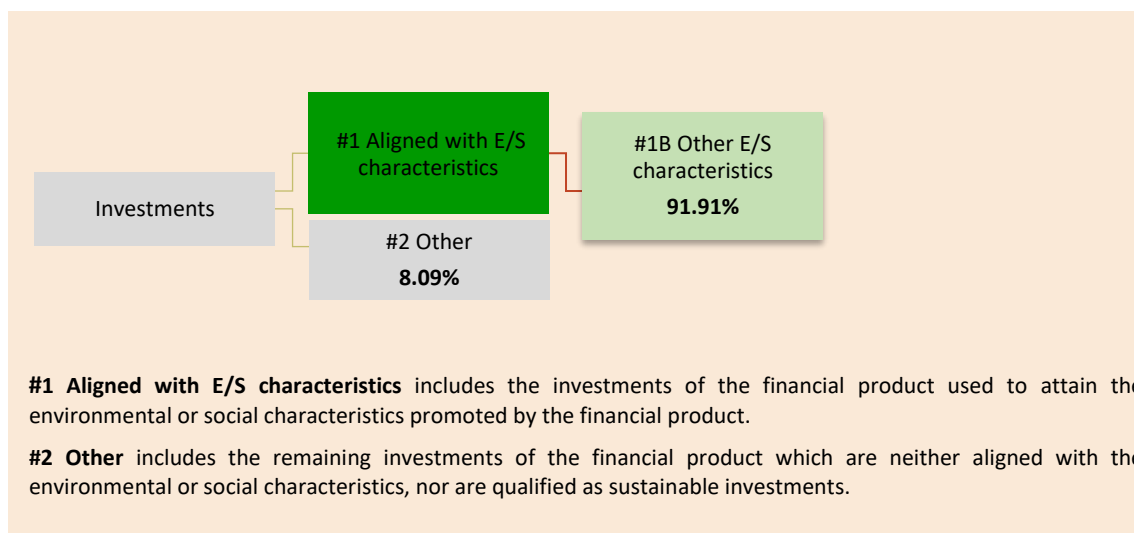 #1 Aligned with E/S
characteristics
#1B Other E/S
characteristics
91.91%
Investments
#2 Other
8.09%
#1 Aligned with E/S characteristics includes the investments of the financial product used to attain the
environmental or social characteristics promoted by the financial product.
#2 Other includes the remaining investments of the financial product which are neither aligned with the
environmental or social characteristics, nor are qualified as sustainable investments.